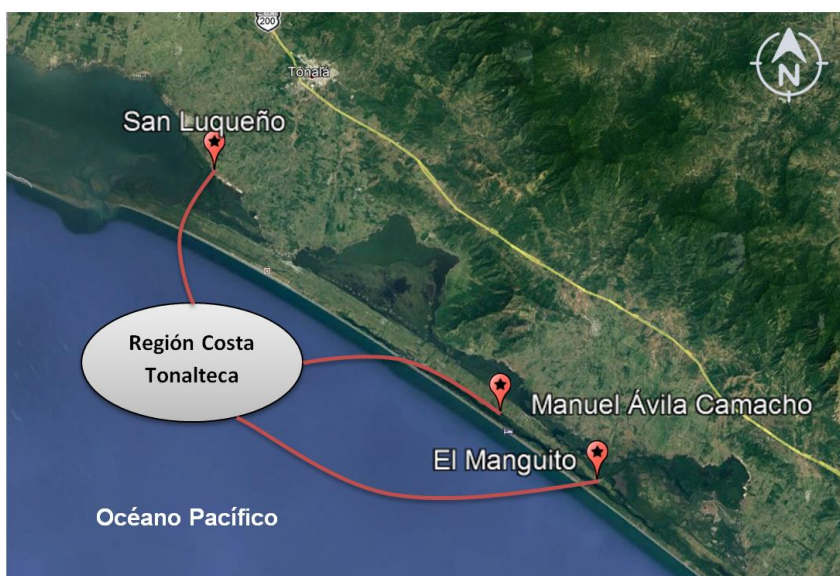 200
Tonalá
N
San Luqueño
Región Costa
Tonalteca
Manuel Ávila Camacho
El Manguito
Océano Pacífico